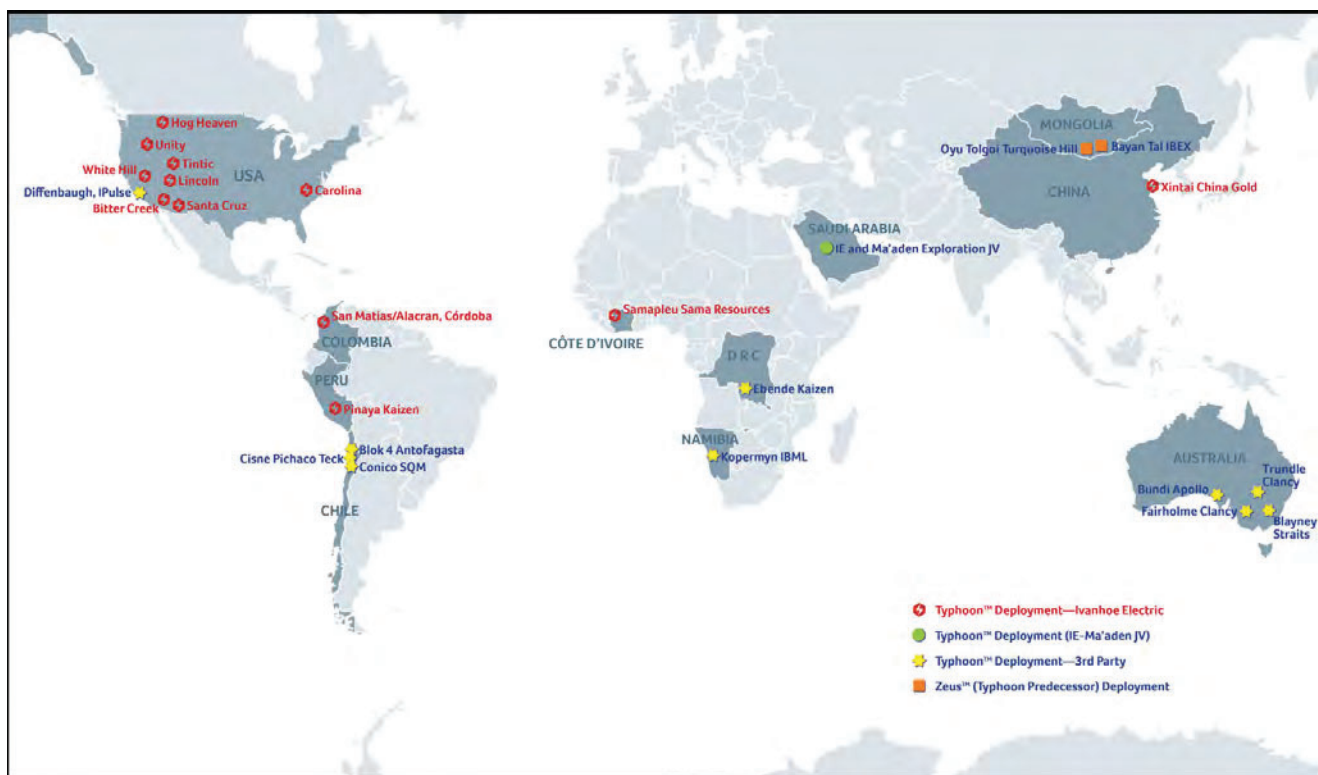 Hog Heaven
Unity
Tintic
White Hill
Lincoln
USA
Diffenbaugh, IPulse
Carolina
Bitter Creek
Santa Cruz
MONGOLIA
Oyu Tolgoi Turquoise Hill
Bayan Tal IBEX
CHINA
Xintai China Gold
SAUDI ARABIA
IE and Ma'aden Exploration JV
San Matias/Alacran, Córdoba
COLOMBIA
Samapleu Sama Resources
CÔTE D'IVOIRE
DRC
PERU
Ebende Kaizen
Pinaya Kaizen
NAMIBIA
Blok 4 Antofagasta
Cisne Pichaco Teck
Conico SQM
Kopermyn IBML
AUSTRALIA
Trundle
Clancy
Bundi Apollo
Fairholme Clancy
Blayney
Straits
CHILE
Typhoon™ Deployment—Ivanhoe Electric
Typhoon™ Deployment (IE-Ma'aden JV)
Typhoon™ Deployment—3rd Party
Zeus™ (Typhoon Predecessor) Deployment